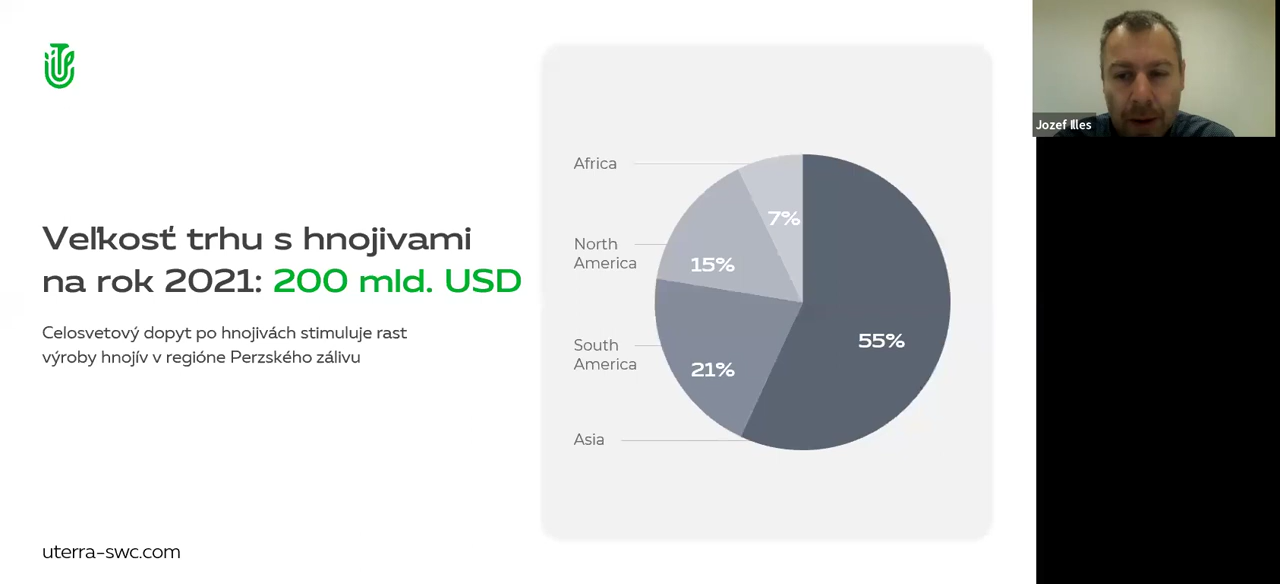 Veľkosť trhu s hnojivami
na rok 2021: 200 mld. USD
Celosvetový dopyt po hnojivách stimuluje rast
výroby hnojív v regióne Perzského zálivu
uterra-swc.com
Africa
North
America
South
America
Asia
7%
15%
21%
55%
Jozef Illes